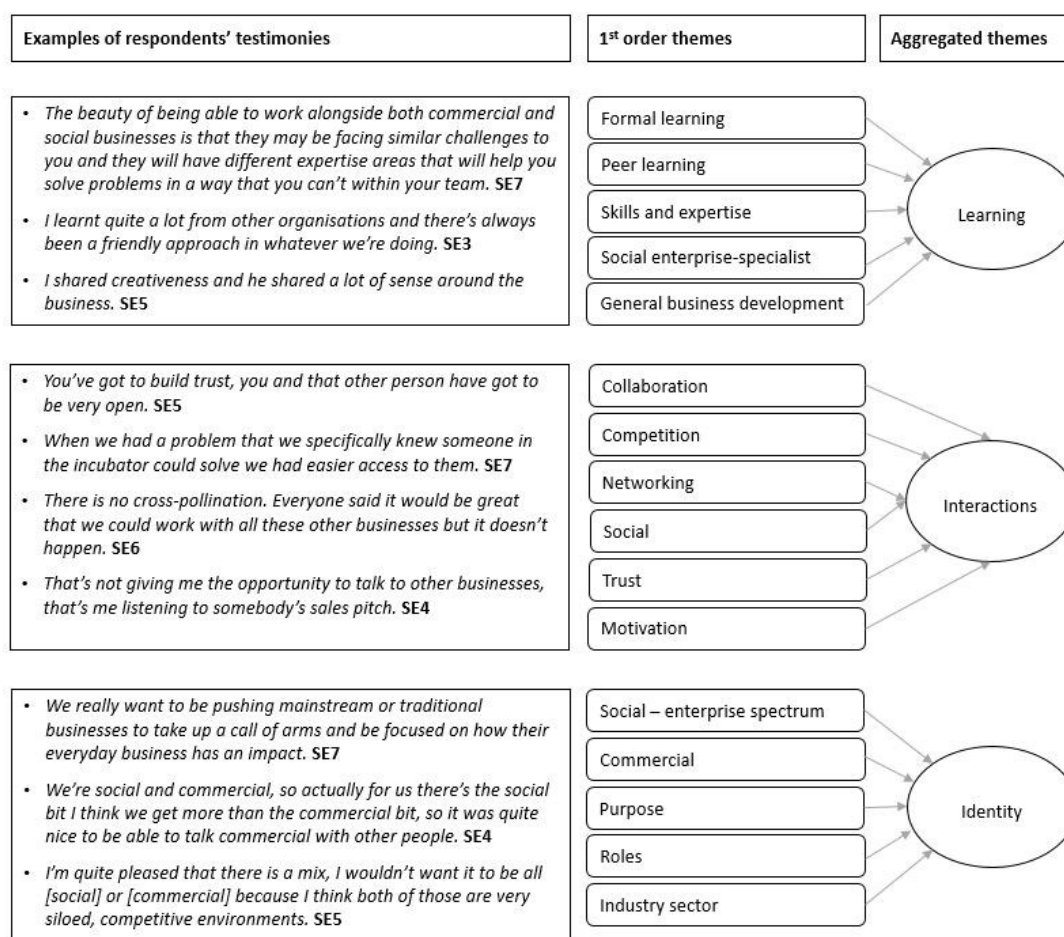 Examples of respondents' testimonies
1st order themes
Aggregated themes
• The beauty of being able to work alongside both commercial and
social businesses is that they may be facing similar challenges to
you and they will have different expertise areas that will help you
solve problems in a way that you can't within your team. SE7
• I learnt quite a lot from other organisations and there's always
been a friendly approach in whatever we're doing. SE3
• I shared creativeness and he shared a lot of sense around the
business. SE5
Formal learning
Peer learning
Skills and expertise
Social enterprise-specialist
General business development
Learning
• You've got to build trust, you and that other person have got to
be very open. SE5
• When we had a problem that we specifically knew someone in
the incubator could solve we had easier access to them. SE7
• There is no cross-pollination. Everyone said it would be great
that we could work with all these other businesses but it doesn't
happen. SE6
• That's not giving me the opportunity to talk to other businesses,
that's me listening to somebody's sales pitch. SE4
Collaboration
Competition
Networking
Social
Trust
Motivation
Interactions
• We really want to be pushing mainstream or traditional
businesses to take up a call of arms and be focused on how their
everyday business has an impact. SE7
• We're social and commercial, so actually for us there's the social
bit I think we get more than the commercial bit, so it was quite
nice to be able to talk commercial with other people. SE4
• I'm quite pleased that there is a mix, I wouldn't want it to be all
[social] or [commercial] because I think both of those are very
siloed, competitive environments. SE5
Social – enterprise spectrum
Commercial
Purpose
Roles
Industry sector
Identity